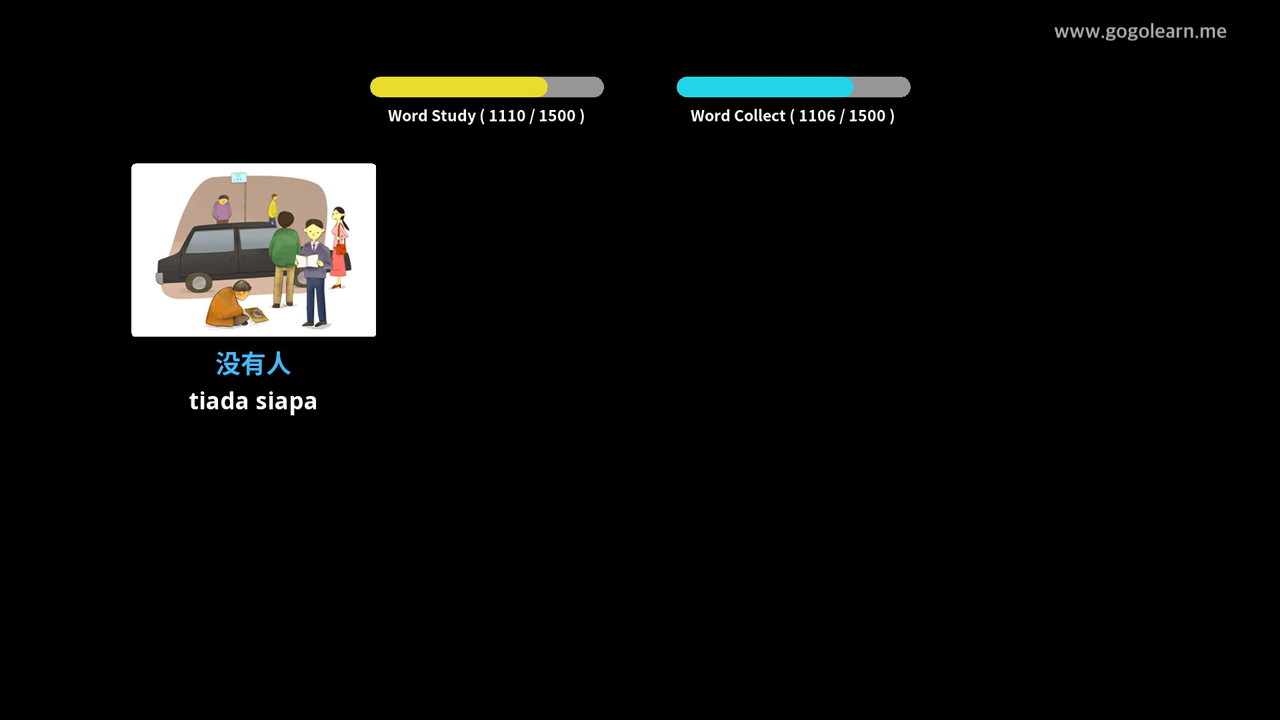 www.gogolearn.me
Word Study ( 1110 / 1500 )
Word Collect ( 1106 / 1500 )
没有人
tiada siapa